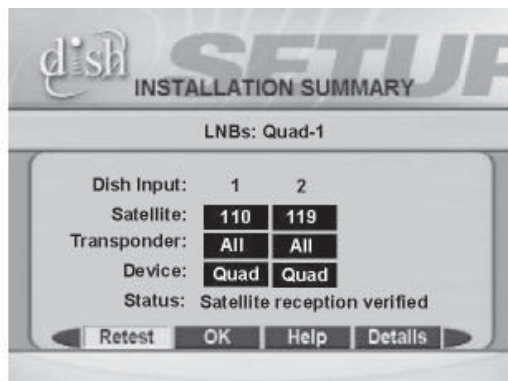 dish
SETUP
INSTALLATION SUMMARY
LNBs: Quad-1
Dish Input: 1 2
Satellite: 110 119
Transponder: All All
Device: Quad Quad
Status: Satellite reception verified
Retest OK Help Details